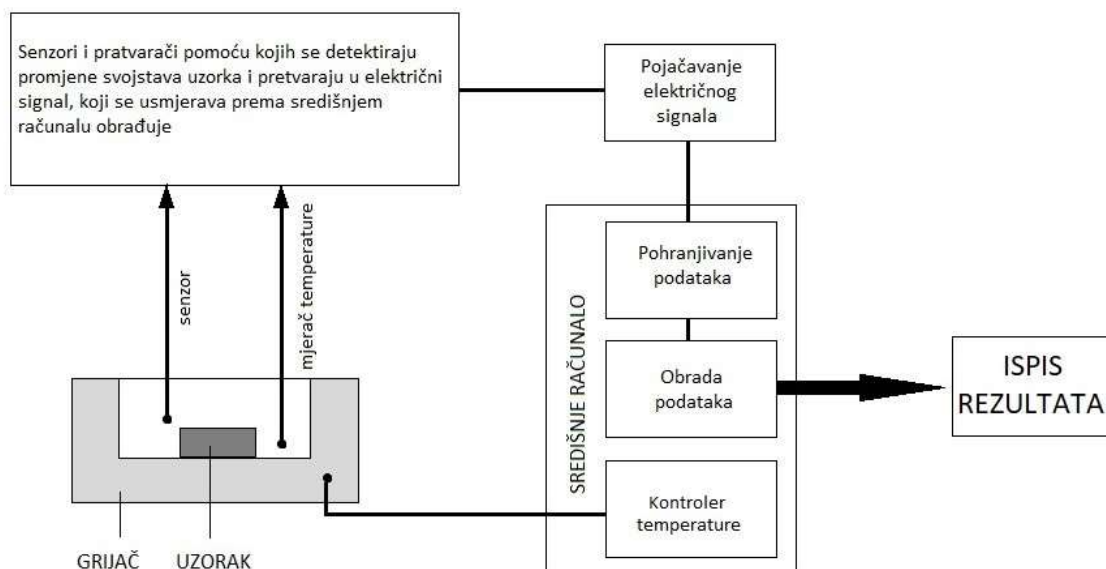 Senzori i pratvarači pomoću kojih se detektiraju
promjene svojstava uzorka i pretvaraju u električni
signal, koji se usmjerava prema središnjem
računalu obrađuje
Pojačavanje
električnog
signala
senzor
mjerač temperature
SREDIŠNJE RAČUNALO
Pohranjivanje
podataka
Obrada
podataka
Kontroler
temperature
ISPIS
REZULTATA
GRIJAČ
UZORAK